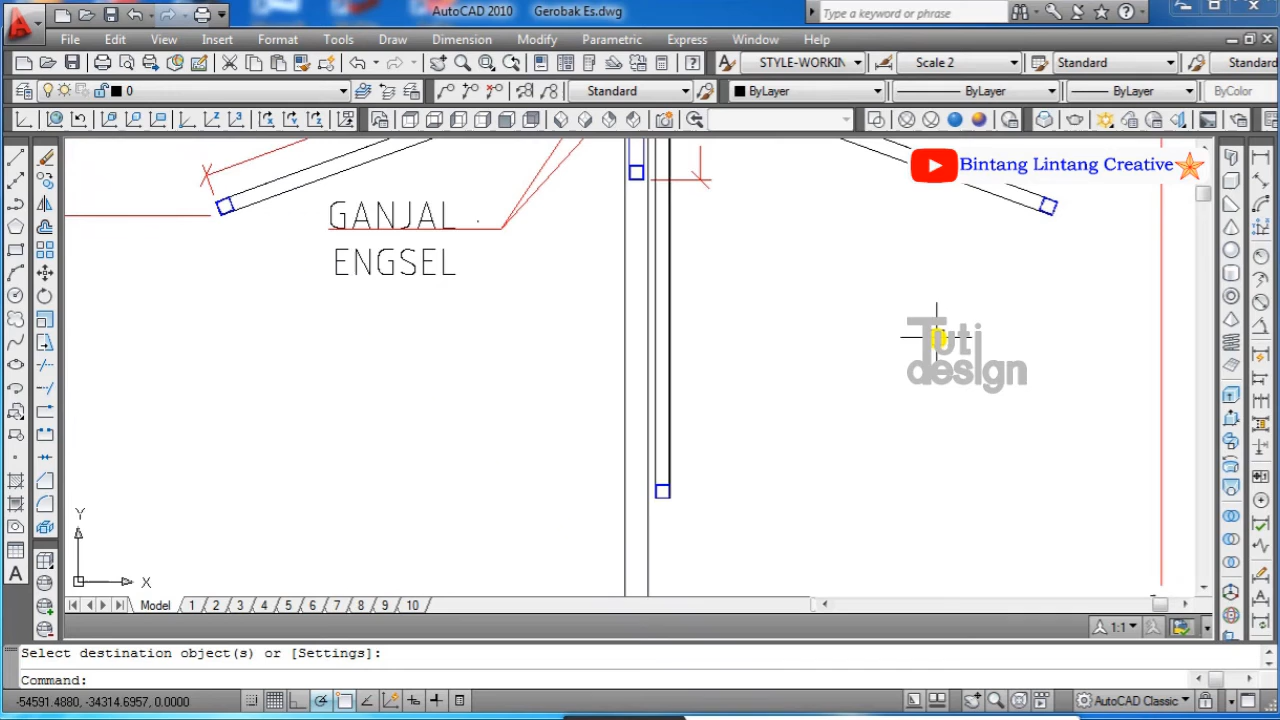 AutoCAD 2010 Gerobak Es.dwg
Type a keyword or phrase
File Edit View Insert Format Tools Draw Dimension Modify Parametric Express Window Help
STYLE-WORKIN Scale 2 Standard Standard
0 Standard ByLayer ByLayer ByLayer ByColor
Bintang Lintang Creative
GANJAL
ENGSEL
Tuti
design
Y
X
Model 1 2 3 4 5 6 7 8 9 10
1:1
Select destination object(s) or [Settings]:
Command:
-54591.4880, -34314.6957, 0.0000
AutoCAD Classic